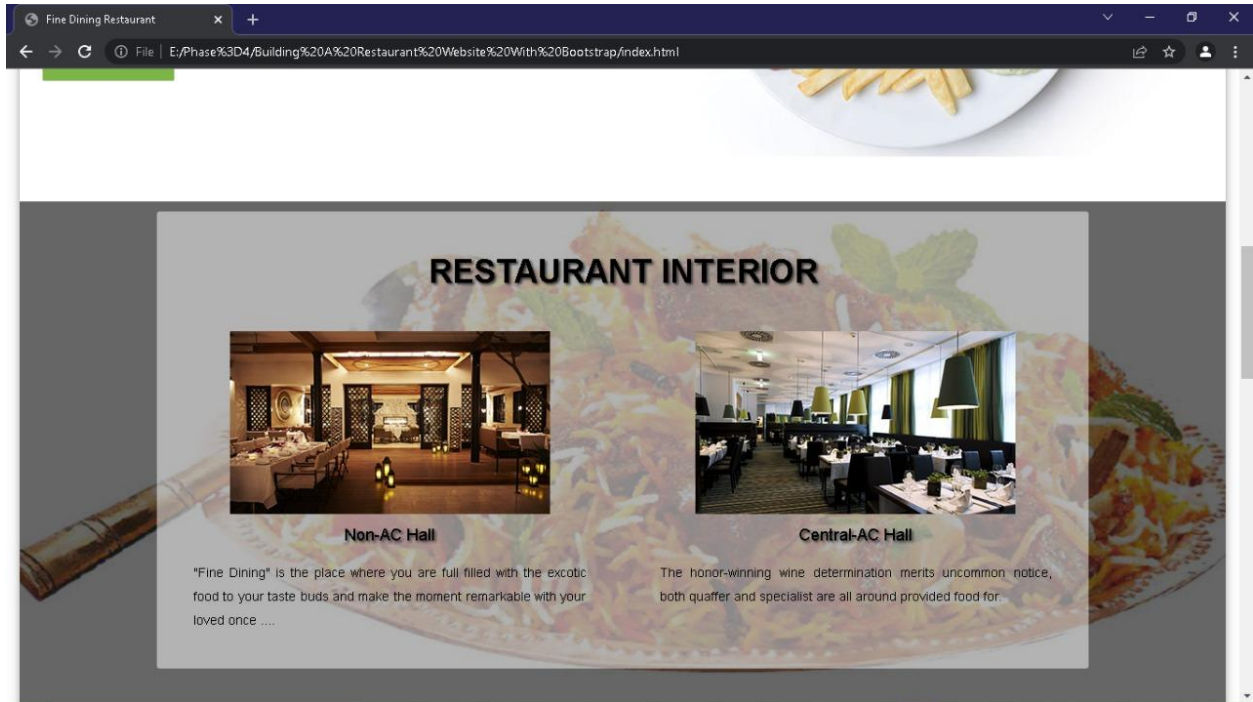 Fine Dining Restaurant
File | E:/Phase%3D4/Building%20A%20Restaurant%20Website%20With%20Bootstrap/index.html
RESTAURANT INTERIOR
Non-AC Hall
"Fine Dining" is the place where you are full filled with the excotic
food to your taste buds and make the moment remarkable with your
loved once ....
Central-AC Hall
The honor-winning wine determination merits uncommon notice,
both quaffer and specialist are all around provided food for.